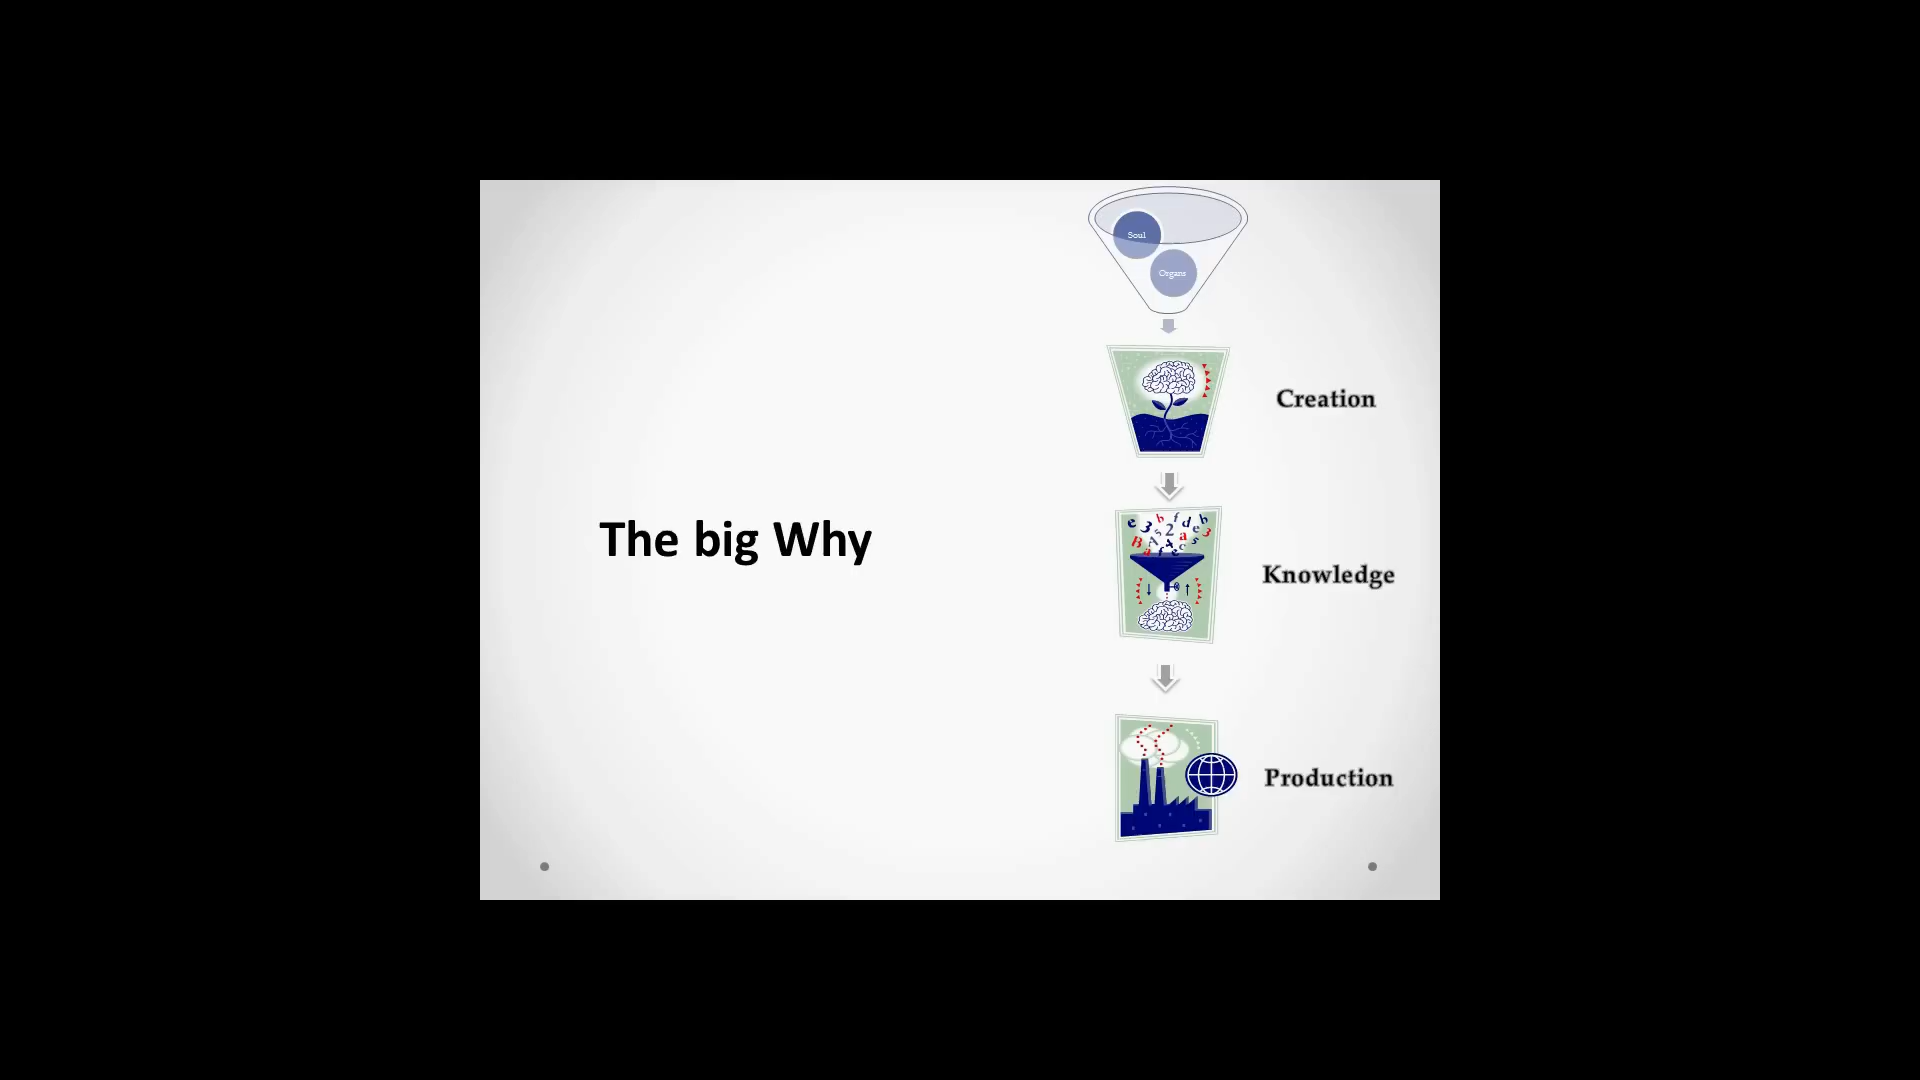 The big Why
Soul
Organs
Creation
Knowledge
Production